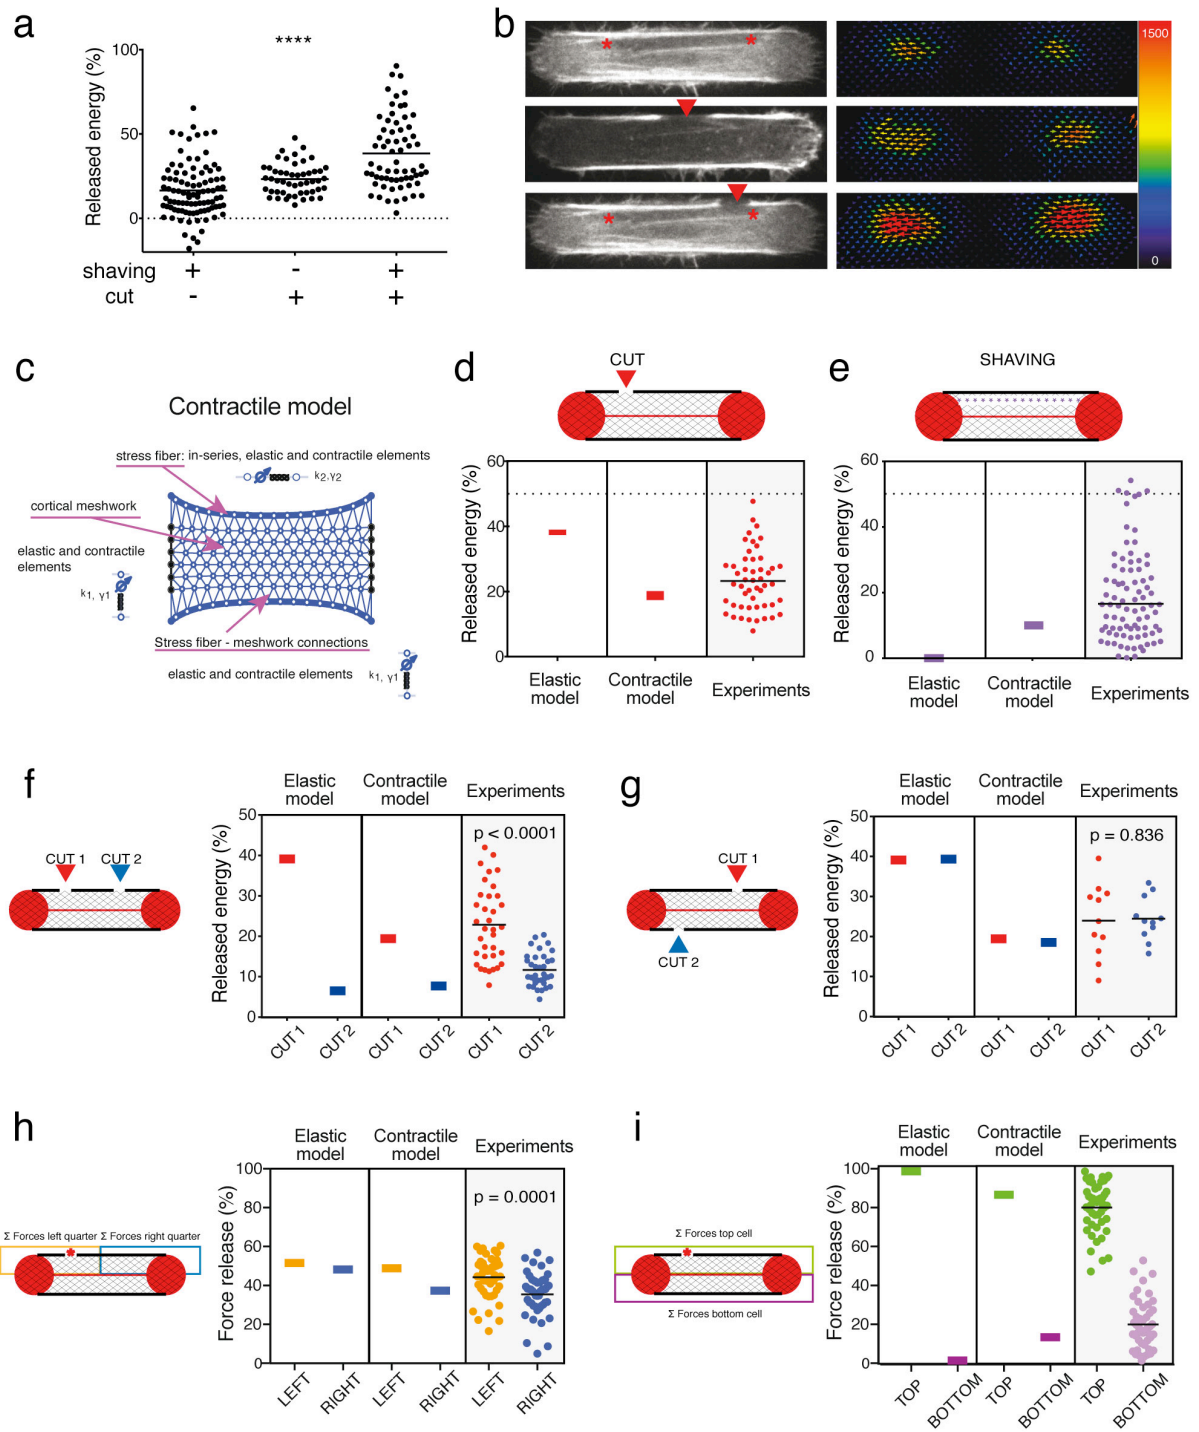 a
****
Released energy (%)
100
50
0
shaving + - +
cut - + +
b
*
*
*
*
1500
0
c
Contractile model
stress fiber: in-series, elastic and contractile elements
k2,γ2
cortical meshwork
elastic and contractile
elements
k1, γ1
Stress fiber - meshwork connections
elastic and contractile elements
k1, γ1
d
CUT
Released energy (%)
60
40
20
0
Elastic
model
Contractile
model
Experiments
e
SHAVING
Released energy (%)
60
40
20
0
Elastic
model
Contractile
model
Experiments
f
CUT 1
CUT 2
Elastic
model
Contractile
model
Experiments
p < 0.0001
Released energy (%)
50
40
30
20
10
0
CUT 1
CUT 2
CUT 1
CUT 2
CUT 1
CUT 2
g
CUT 1
CUT 2
Elastic
model
Contractile
model
Experiments
p = 0.836
Released energy (%)
50
40
30
20
10
0
CUT 1
CUT 2
CUT 1
CUT 2
CUT 1
CUT 2
h
Σ Forces left quarter
Σ Forces right quarter
*
Elastic
model
Contractile
model
Experiments
p = 0.0001
Force release (%)
100
80
60
40
20
0
LEFT
RIGHT
LEFT
RIGHT
LEFT
RIGHT
i
Σ Forces top cell
*
Σ Forces bottom cell
Elastic
model
Contractile
model
Experiments
Force release (%)
100
80
60
40
20
0
TOP
BOTTOM
TOP
BOTTOM
TOP
BOTTOM